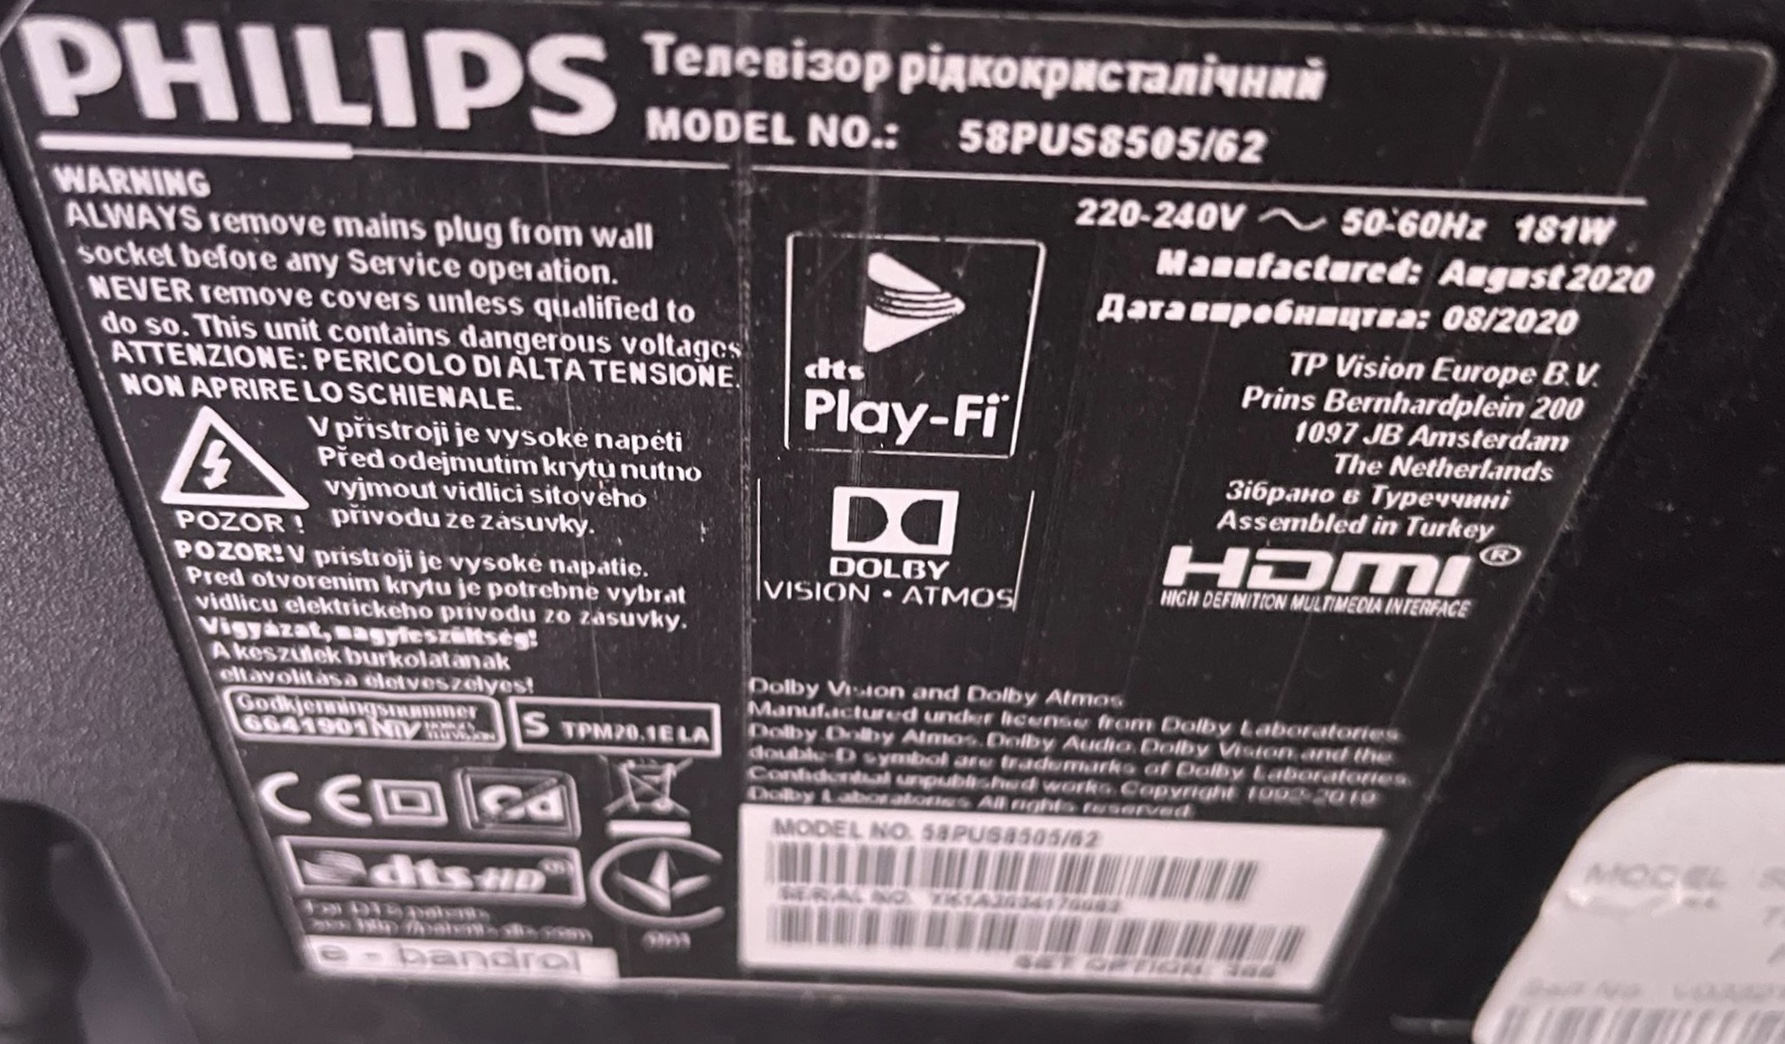 PHILIPS
Телевізор рідкокристалічний
MODEL NO.: 58PUS8505/62
WARNING
ALWAYS remove mains plug from wall
socket before any Service operation.
NEVER remove covers unless qualified to
do so. This unit contains dangerous voltages
ATTENZIONE: PERICOLO DI ALTA TENSIONE.
NON APRIRE LO SCHIENALE.
V přístroji je vysoké napětí
Před odejmutím krytu nutno
vyjmout vidlici síťového
přívodu ze zásuvky.
POZOR !
POZOR! V prístroji je vysoké napätie.
Pred otvorením krytu je potrebné vybrat
vidlicu elektrického prívodu zo zásuvky.
Vigyázat, nagyfeszültség!
A készülék burkolatának
eltávolítása életveszélyes!
Godkjenningsnummer
6641901NTV
S TPM20.1E LA
CE
Cd
dts-HD
e - bandrol
220-240V ~ 50-60Hz 181W
Manufactured: August 2020
Дата виробництва: 08/2020
dts
Play-Fi
TP Vision Europe B.V.
Prins Bernhardplein 200
1097 JB Amsterdam
The Netherlands
Зібрано в Туреччині
Assembled in Turkey
DOLBY
VISION • ATMOS
HDMI®
HIGH DEFINITION MULTIMEDIA INTERFACE
Dolby Vision and Dolby Atmos
Manufactured under license from Dolby Laboratories.
Dolby, Dolby Atmos, Dolby Audio, Dolby Vision, and the
double-D symbol are trademarks of Dolby Laboratories.
Confidential unpublished works. Copyright 1992-2019
Dolby Laboratories. All rights reserved.
MODEL NO. 58PUS8505/62
SERIAL NO.
SET OPTION:
MODEL